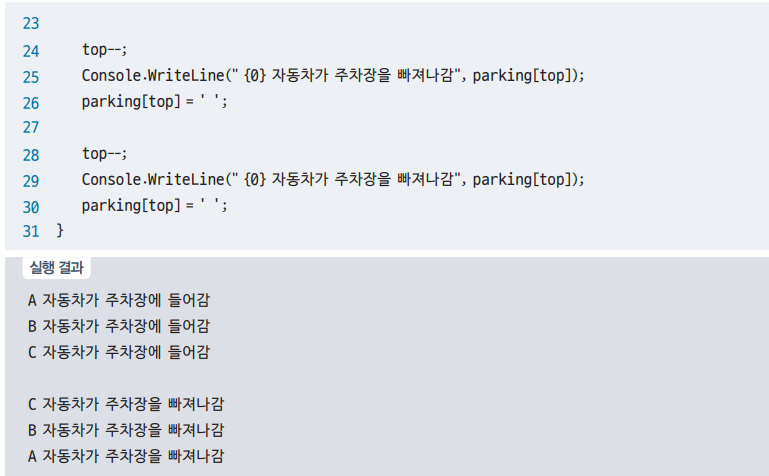 23
24 top--;
25 Console.WriteLine(" {0} 자동차가 주차장을 빠져나감", parking[top]);
26 parking[top] = ' ';
27
28 top--;
29 Console.WriteLine(" {0} 자동차가 주차장을 빠져나감", parking[top]);
30 parking[top] = ' ';
31 }
실행 결과
A 자동차가 주차장에 들어감
B 자동차가 주차장에 들어감
C 자동차가 주차장에 들어감
C 자동차가 주차장을 빠져나감
B 자동차가 주차장을 빠져나감
A 자동차가 주차장을 빠져나감